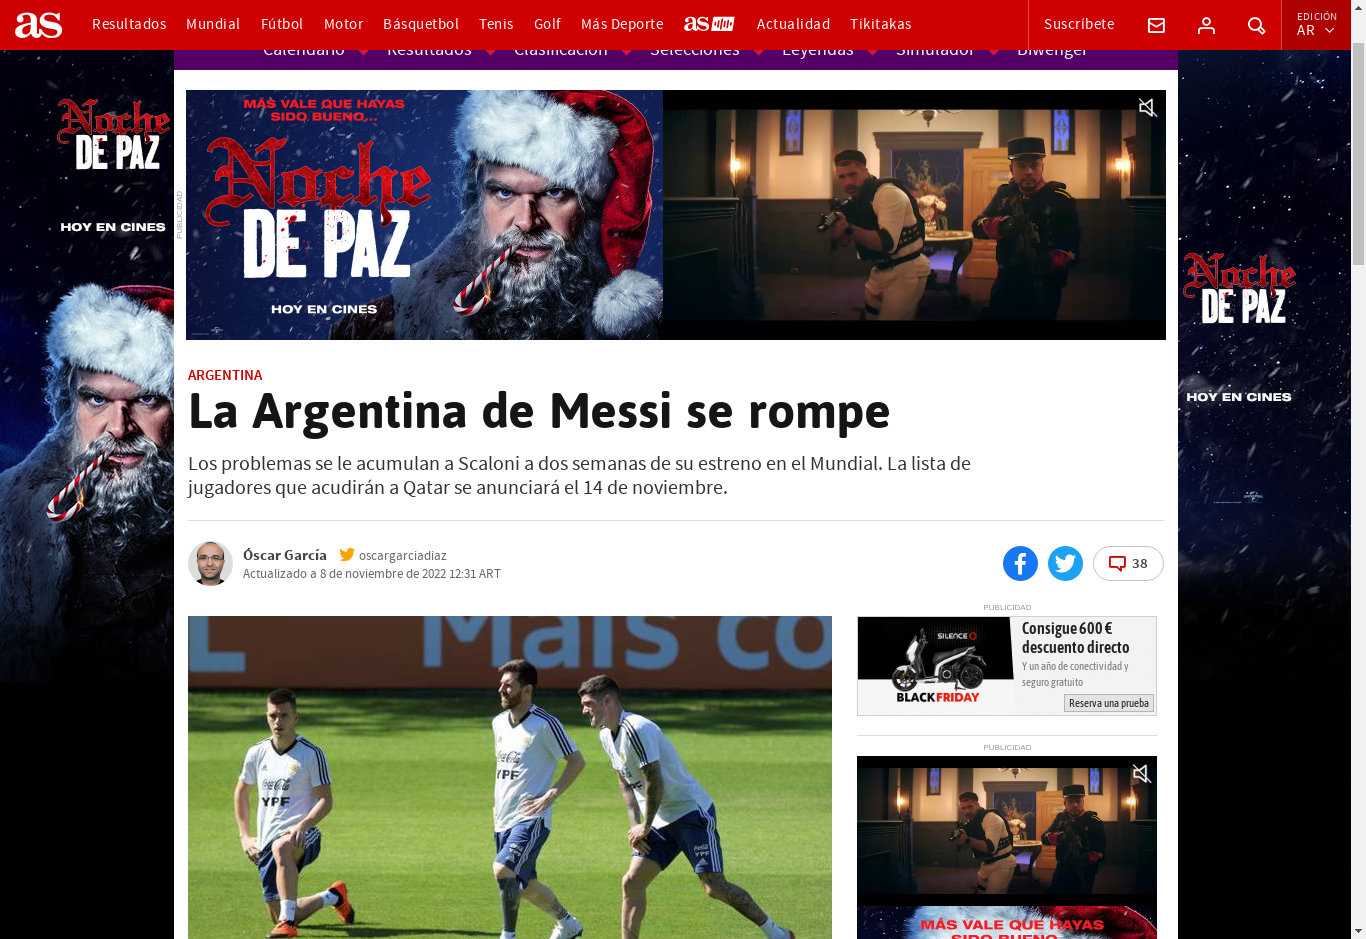 as
Resultados Mundial Fútbol Motor Básquetbol Tenis Golf Más Deporte as Actualidad Tikitakas
Suscríbete
EDICIÓN
AR
Calendario Resultados Clasificación Selecciones Leyendas Simulador Biwenger
Noche
DE PAZ
HOY EN CINES
PUBLICIDAD
MÁS VALE QUE HAYAS
SIDO BUENO...
Noche
DE PAZ
HOY EN CINES
Noche
DE PAZ
HOY EN CINES
ARGENTINA
La Argentina de Messi se rompe
Los problemas se le acumulan a Scaloni a dos semanas de su estreno en el Mundial. La lista de
jugadores que acudirán a Qatar se anunciará el 14 de noviembre.
Óscar García oscargarciadiaz
Actualizado a 8 de noviembre de 2022 12:31 ART
38
Mais co
Coca-Cola
YPF
Coca-Cola
YPF
YPF
PUBLICIDAD
SILENCE
BLACK FRIDAY
Consigue 600 €
descuento directo
Y un año de conectividad y
seguro gratuito
Reserva una prueba
PUBLICIDAD
MÁS VALE QUE HAYAS
SIDO BUENO